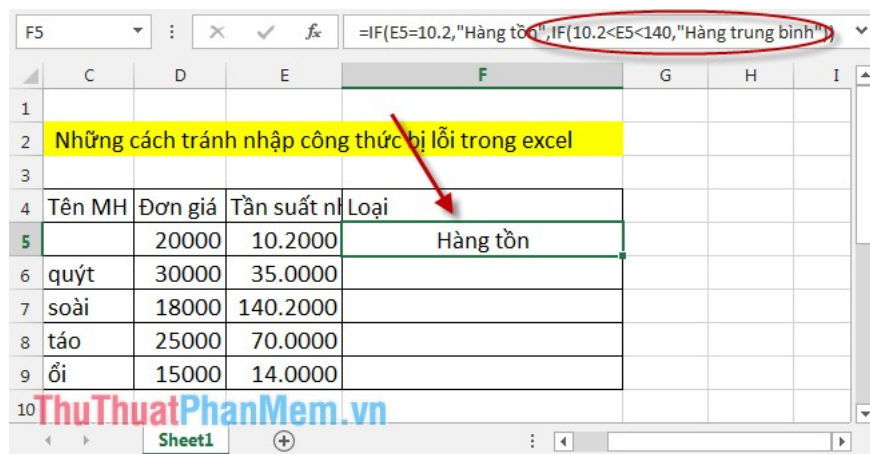 F5 fx =IF(E5=10.2,"Hàng tồn",IF(10.2<E5<140,"Hàng trung bình"))
C D E F G H I
1
2 Những cách tránh nhập công thức bị lỗi trong excel
3
4 Tên MH Đơn giá Tần suất nh Loại
5 20000 10.2000 Hàng tồn
6 quýt 30000 35.0000
7 soài 18000 140.2000
8 táo 25000 70.0000
9 ổi 15000 14.0000
10 ThuThuatPhanMem.vn
Sheet1